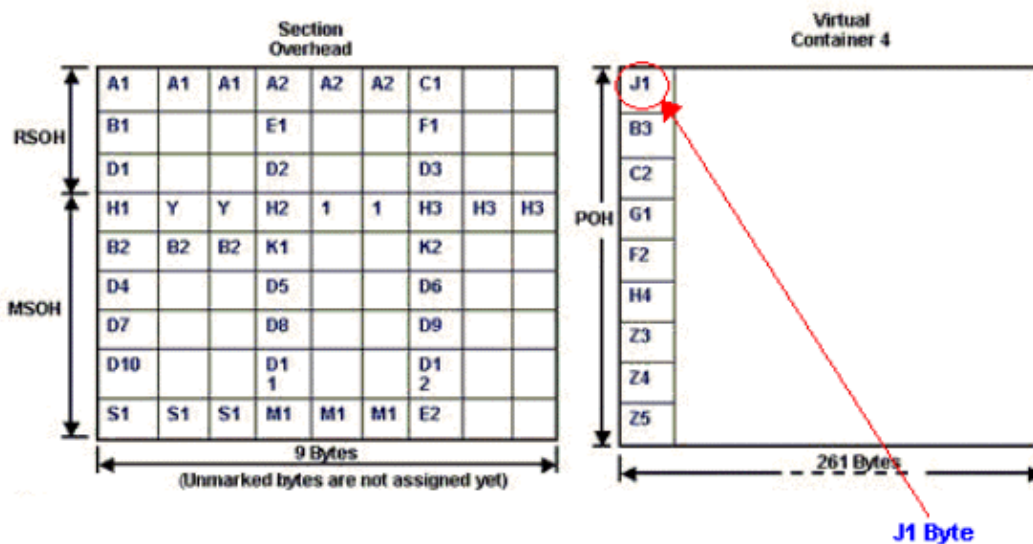 Section
Overhead
Virtual
Container 4
A1 A1 A1 A2 A2 A2 C1
B1 E1 F1
D1 D2 D3
H1 Y Y H2 1 1 H3 H3 H3
B2 B2 B2 K1 K2
D4 D5 D6
D7 D8 D9
D10 D1
1 D1
2
S1 S1 S1 M1 M1 M1 E2
RSOH
MSOH
9 Bytes
(Unmarked bytes are not assigned yet)
J1
B3
C2
G1
F2
H4
Z3
Z4
Z5
POH
261 Bytes
J1 Byte